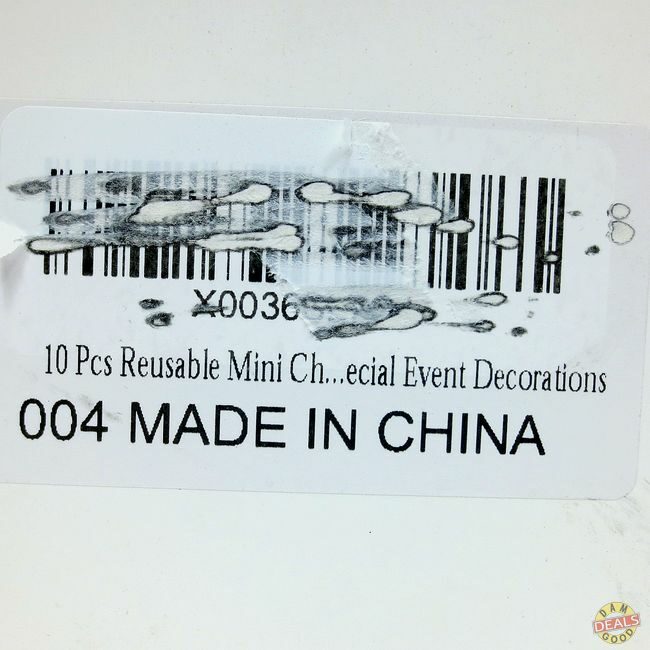 X0036
10 Pcs Reusable Mini Ch...ecial Event Decorations
004 MADE IN CHINA
DAM
DEALS
GOOD